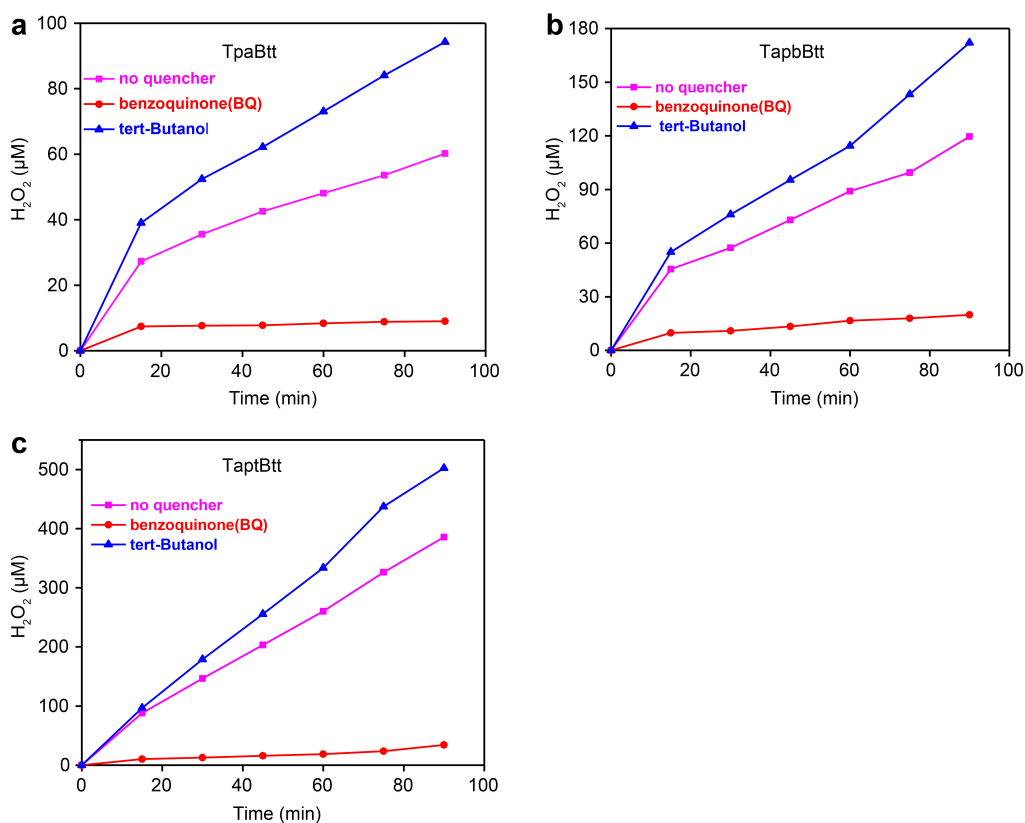 a
TpaBtt
no quencher
benzoquinone(BQ)
tert-Butanol
H₂O₂ (μM)
100
80
60
40
20
0
0 20 40 60 80 100
Time (min)
b
TapbBtt
no quencher
benzoquinone(BQ)
tert-Butanol
H₂O₂ (μM)
180
150
120
90
60
30
0
0 20 40 60 80 100
Time (min)
c
TaptBtt
no quencher
benzoquinone(BQ)
tert-Butanol
H₂O₂ (μM)
500
400
300
200
100
0
0 20 40 60 80 100
Time (min)